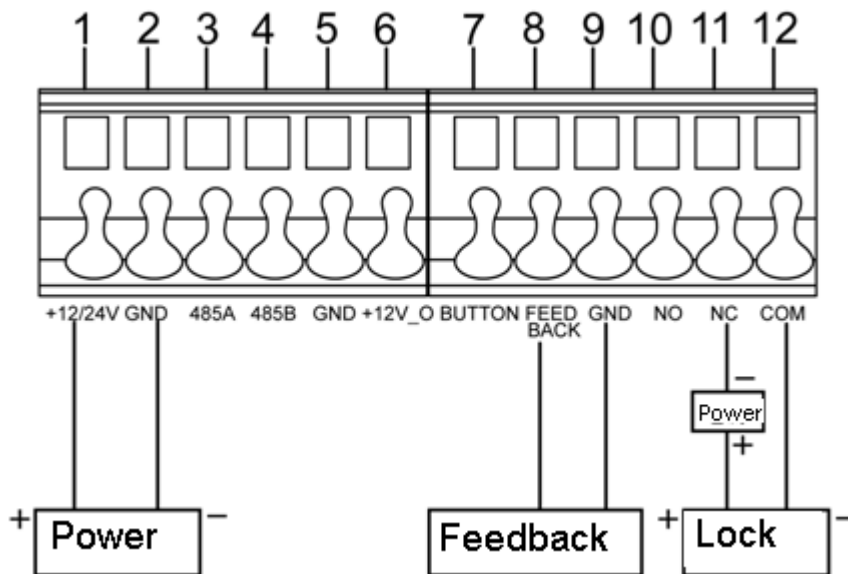 1 2 3 4 5 6 7 8 9 10 11 12
+12/24V GND 485A 485B GND +12V_O BUTTON FEED BACK GND NO NC COM
−
Power
+
+ Power − Feedback + Lock −